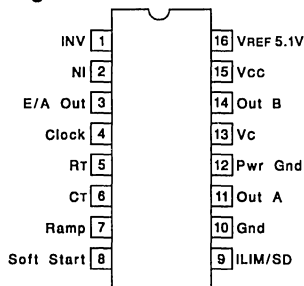 INV 1 16 VREF 5.1V
NI 2 15 Vcc
E/A Out 3 14 Out B
Clock 4 13 Vc
RT 5 12 Pwr Gnd
CT 6 11 Out A
Ramp 7 10 Gnd
Soft Start 8 9 ILIM/SD